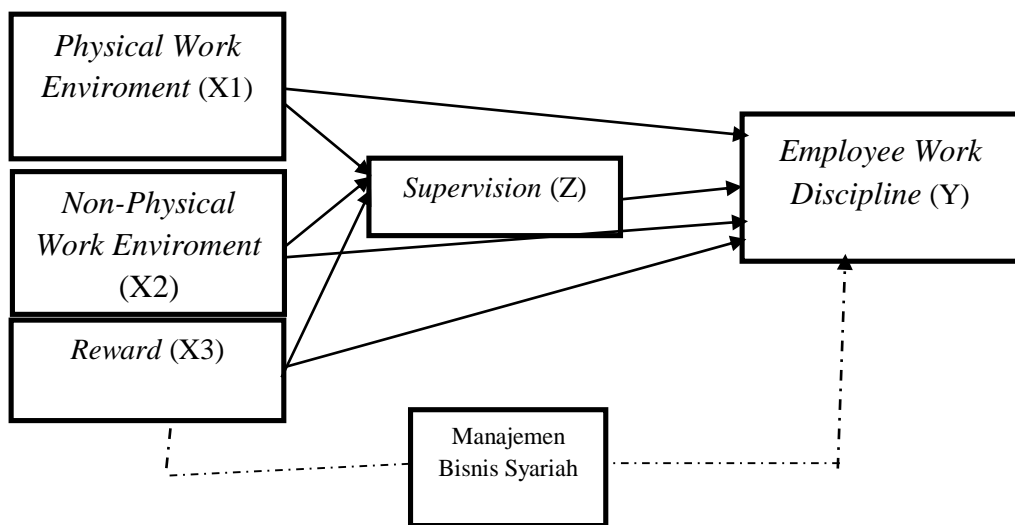 Physical Work
Enviroment (X1)
Non-Physical
Work Enviroment
(X2)
Reward (X3)
Supervision (Z)
Employee Work
Discipline (Y)
Manajemen
Bisnis Syariah